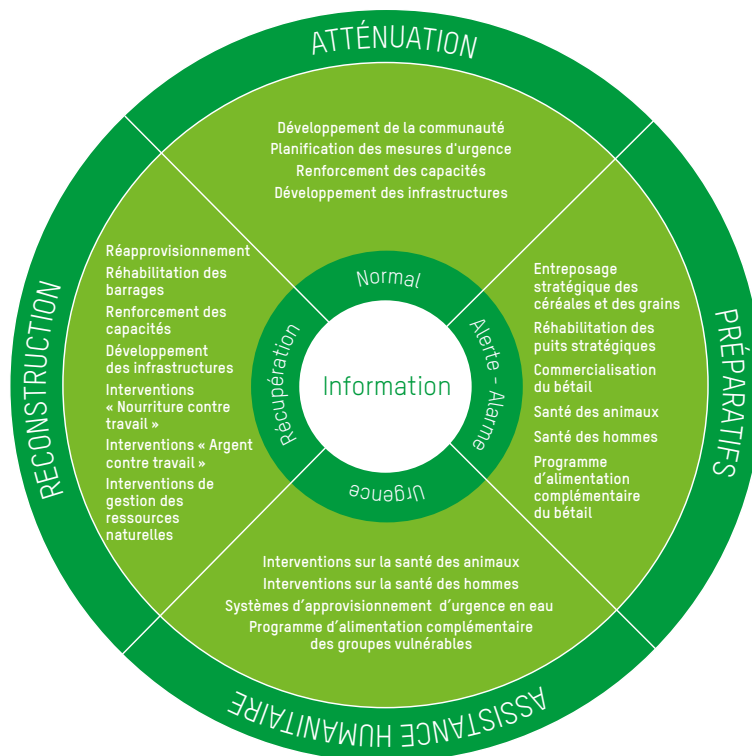 ATTÉNUATION
Développement de la communauté
Planification des mesures d'urgence
Renforcement des capacités
Développement des infrastructures
Normal
PRÉPARATIFS
Entreposage
stratégique des
céréales et des grains
Réhabilitation des
puits stratégiques
Commercialisation
du bétail
Santé des animaux
Santé des hommes
Programme
d'alimentation
complémentaire
du bétail
Alerte - Alarme
ASSISTANCE HUMANITAIRE
Interventions sur la santé des animaux
Interventions sur la santé des hommes
Systèmes d'approvisionnement d'urgence en eau
Programme d'alimentation complémentaire
des groupes vulnérables
Urgence
RECONSTRUCTION
Réapprovisionnement
Réhabilitation des
barrages
Renforcement des
capacités
Développement
des infrastructures
Interventions
« Nourriture contre
travail »
Interventions « Argent
contre travail »
Interventions de
gestion des
ressources
naturelles
Récupération
Information